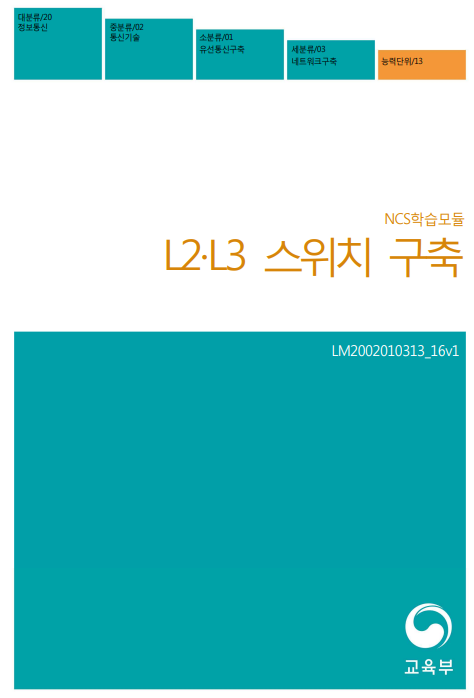 대분류/20
정보통신
중분류/02
통신기술
소분류/01
유선통신구축
세분류/03
네트워크구축
능력단위/13
NCS학습모듈
L2·L3 스위치 구축
LM2002010313_16v1
교육부